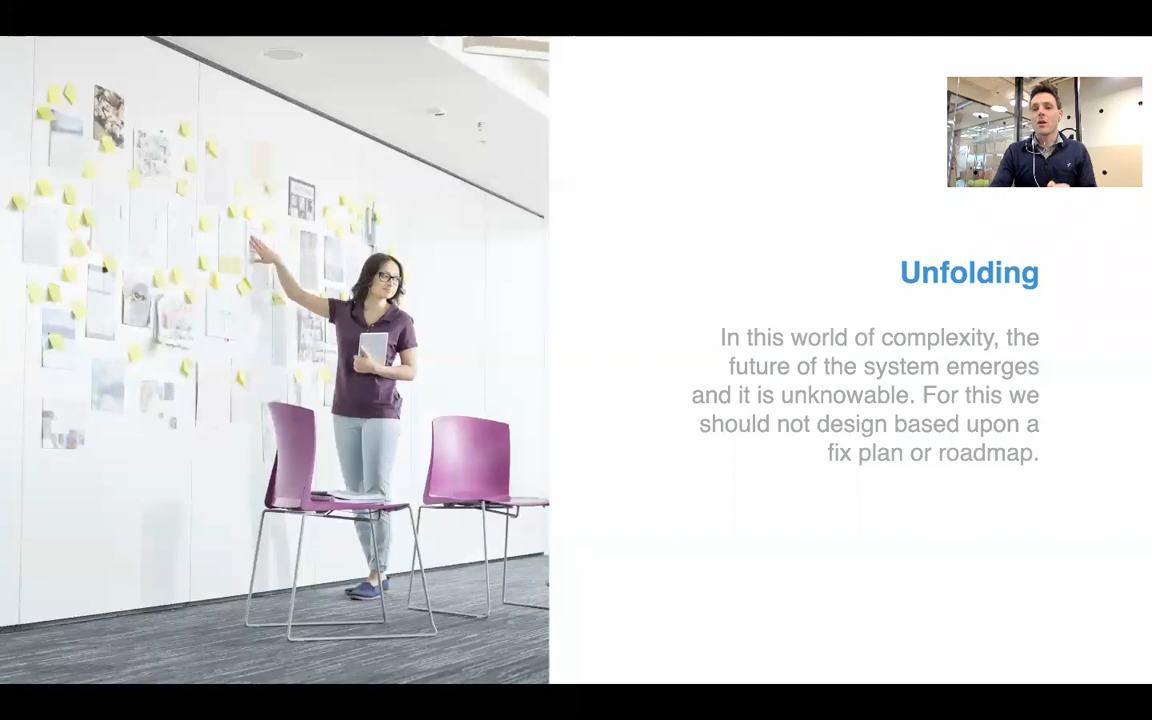 Unfolding
In this world of complexity, the
future of the system emerges
and it is unknowable. For this we
should not design based upon a
fix plan or roadmap.